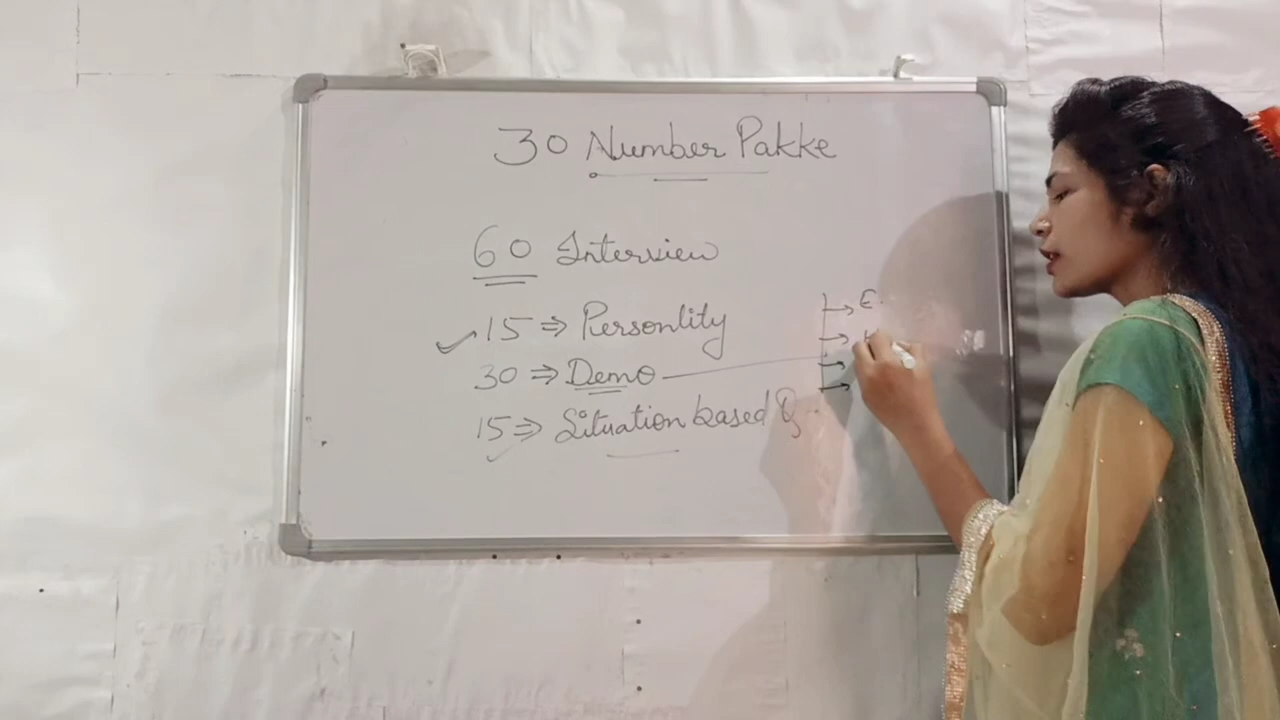 30 Number Pakke
60 Interview
15 ⇒ Personlity
30 ⇒ Demo
15 ⇒ Situation based Q.
E.